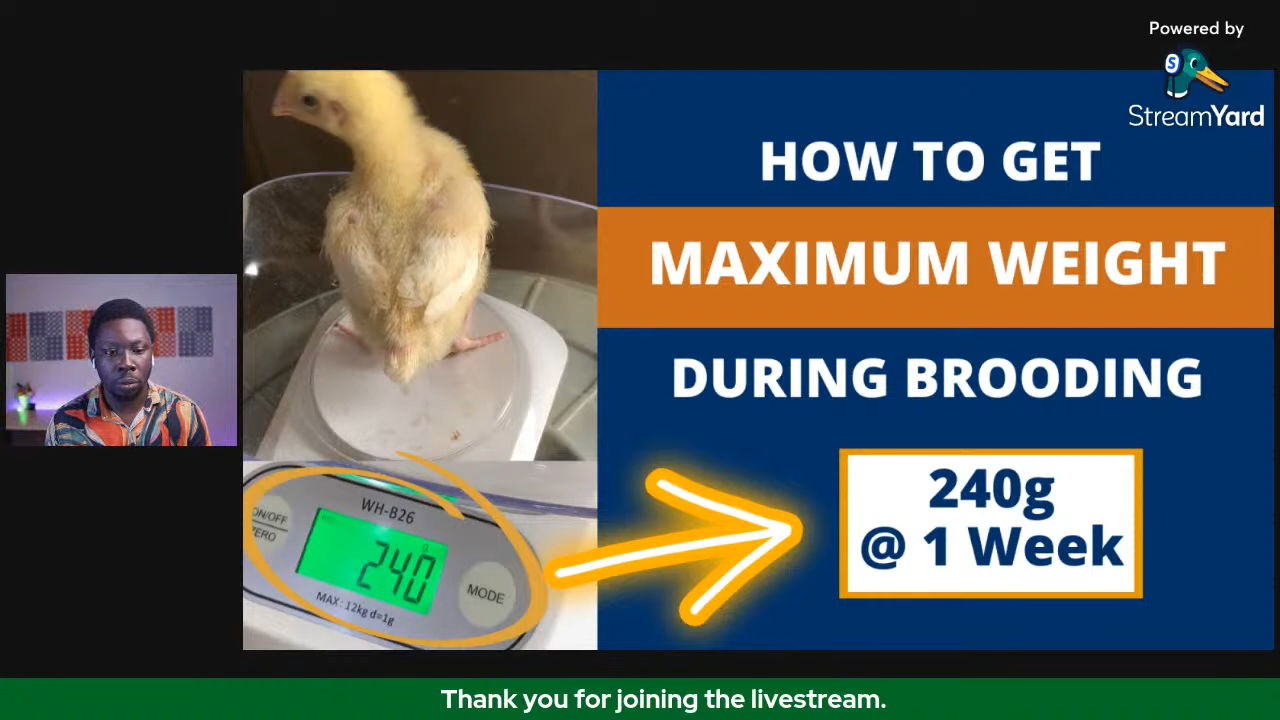 Powered by
S
StreamYard
HOW TO GET
MAXIMUM WEIGHT
DURING BROODING
240g
@ 1 Week
ON/OFF
ZERO
WH-B26
g
240
MODE
MAX: 12kg d=1g
Thank you for joining the livestream.